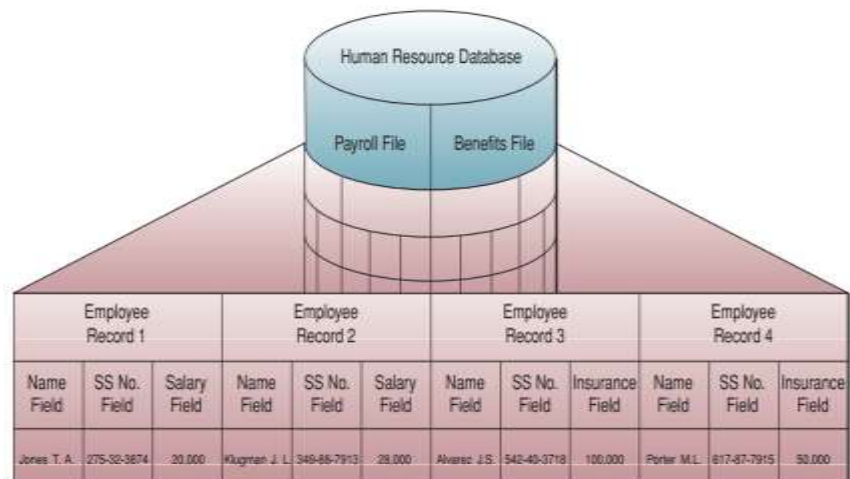 Human Resource Database
Payroll File Benefits File
Employee Employee Employee Employee
Record 1 Record 2 Record 3 Record 4
Name SS No. Salary Name SS No. Salary Name SS No. Insurance Name SS No. Insurance
Field Field Field Field Field Field Field Field Field Field Field Field
Jones T. A. 275-32-3874 20,000 Klugman J. L. 349-88-7913 28,000 Alvarez J.S. 542-40-3718 100,000 Porter M.L. 617-87-7915 50,000